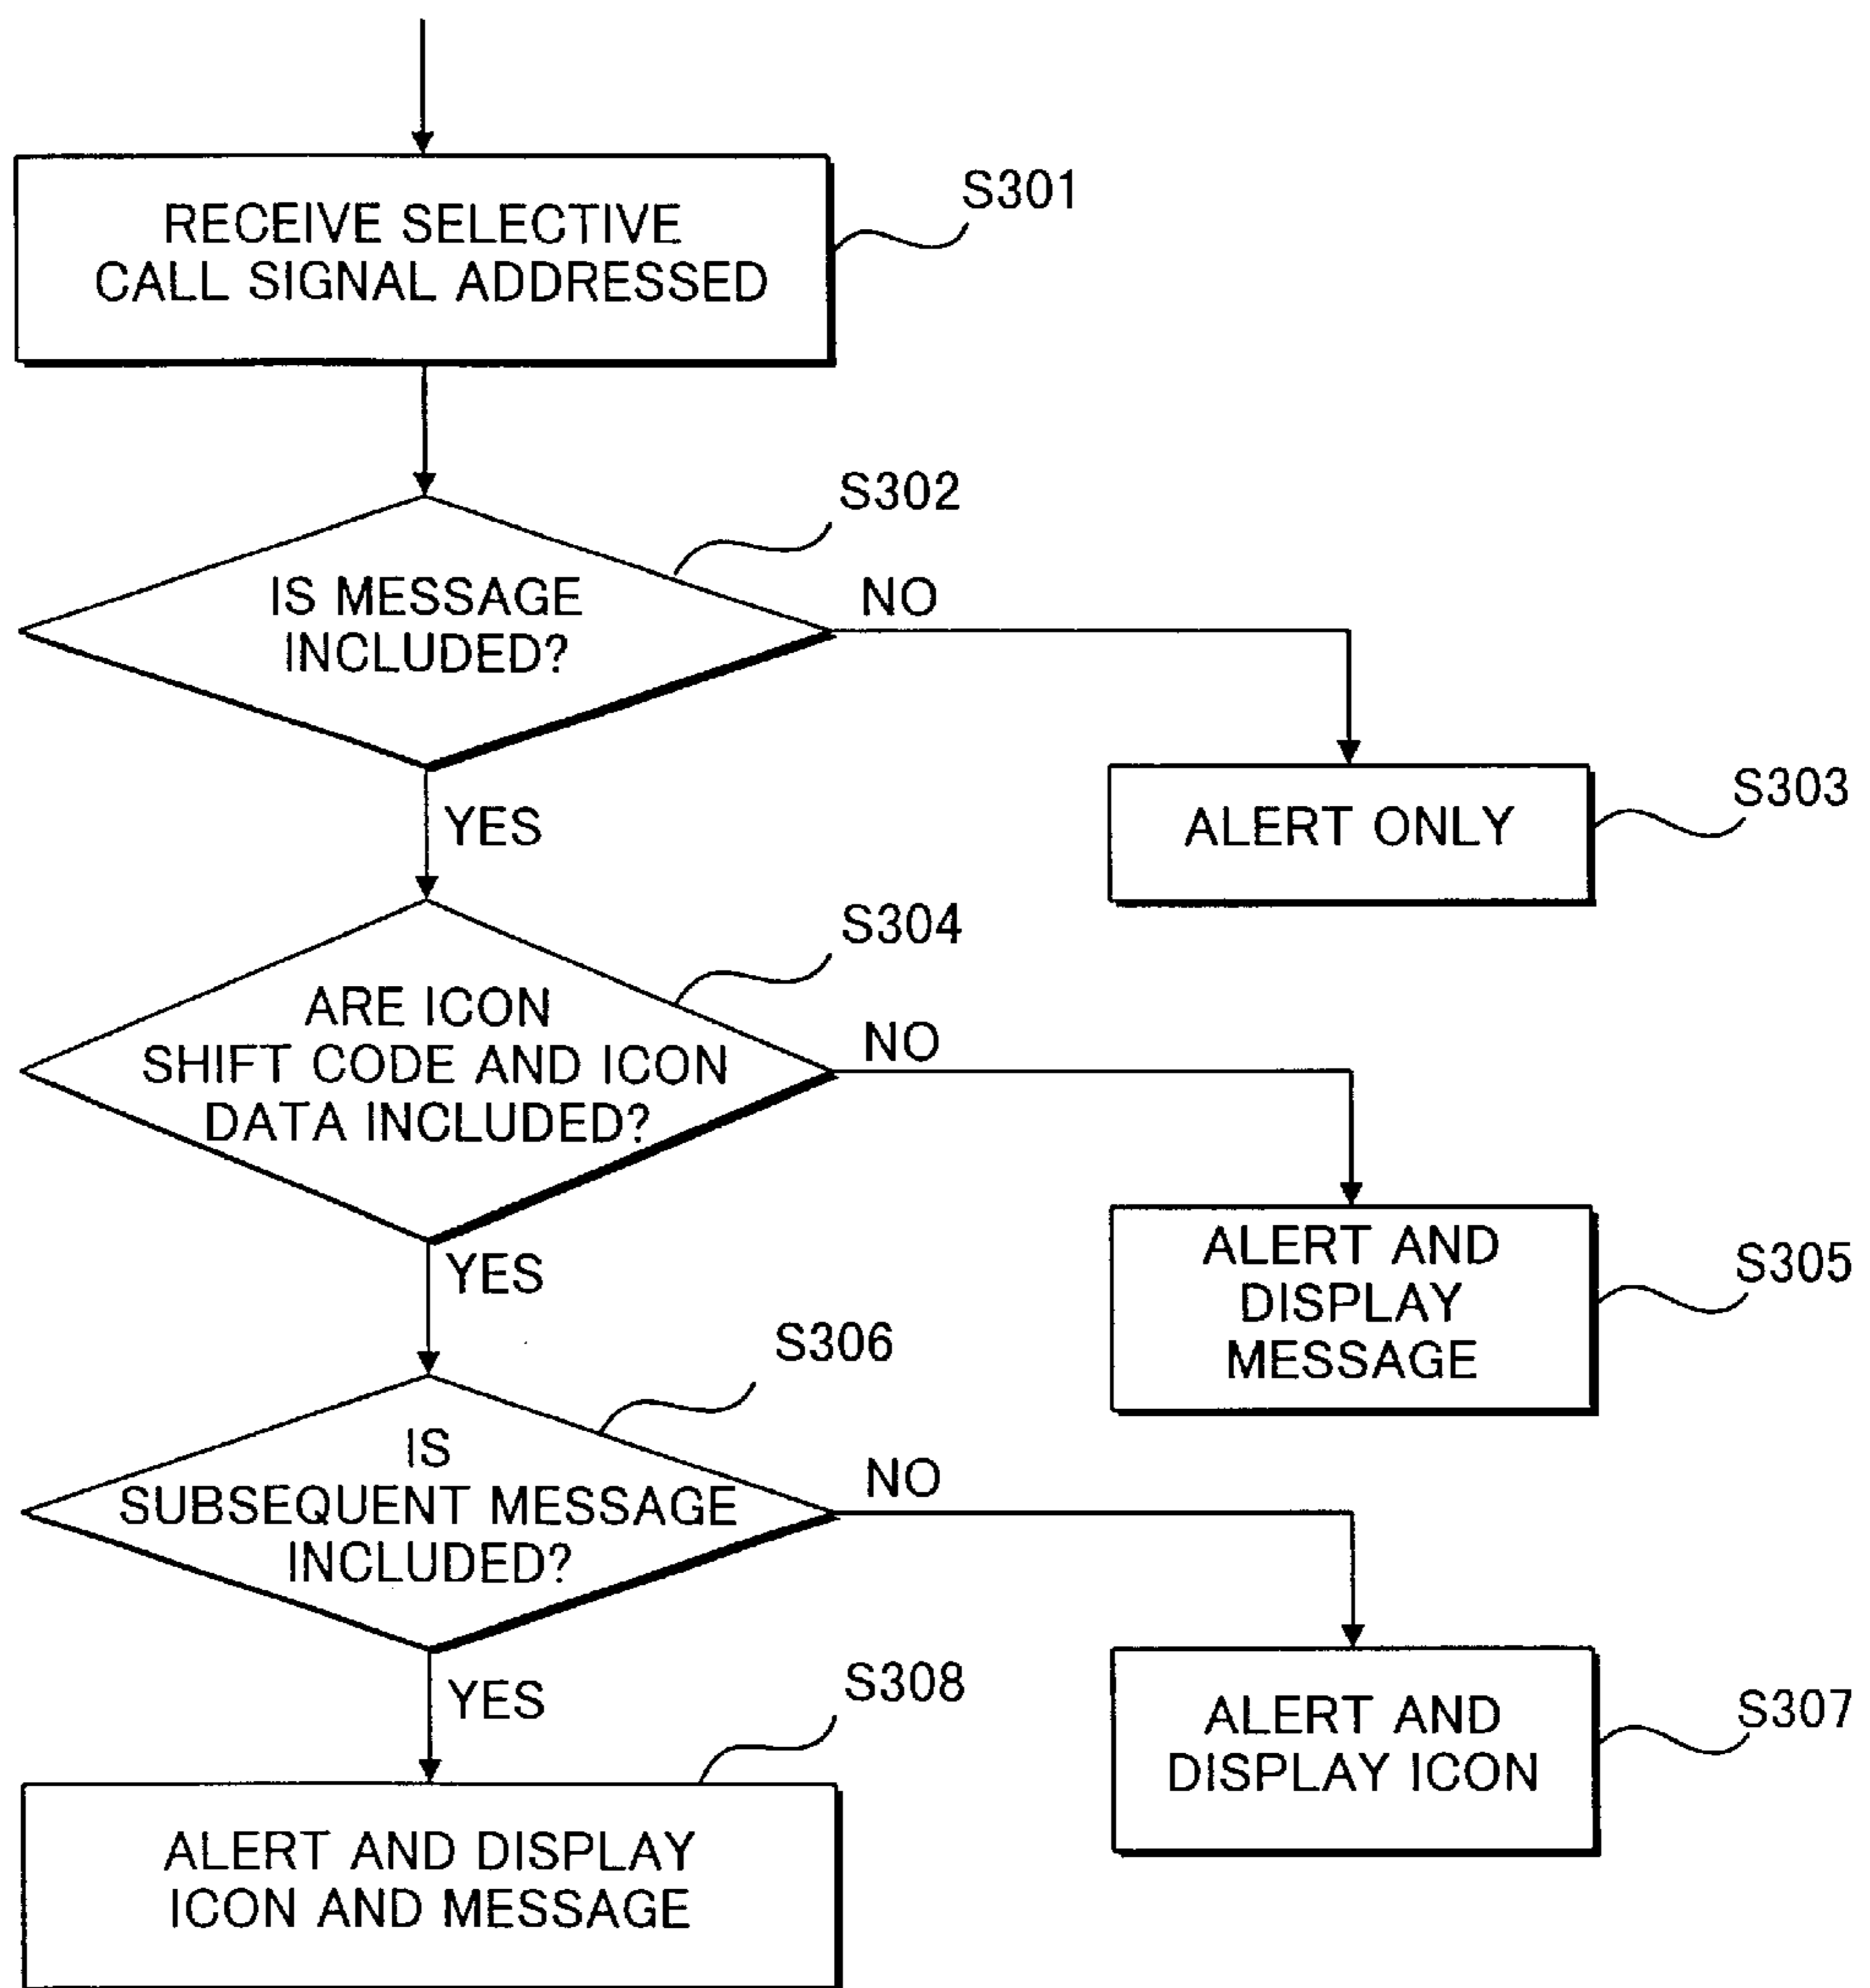 RECEIVE SELECTIVE
CALL SIGNAL ADDRESSED
S301
S302
IS MESSAGE
INCLUDED?
NO
YES
S303
ALERT ONLY
S304
ARE ICON
SHIFT CODE AND ICON
DATA INCLUDED?
NO
YES
ALERT AND
DISPLAY
MESSAGE
S305
S306
IS
SUBSEQUENT MESSAGE
INCLUDED?
NO
YES
S308
ALERT AND
DISPLAY ICON
S307
ALERT AND DISPLAY
ICON AND MESSAGE